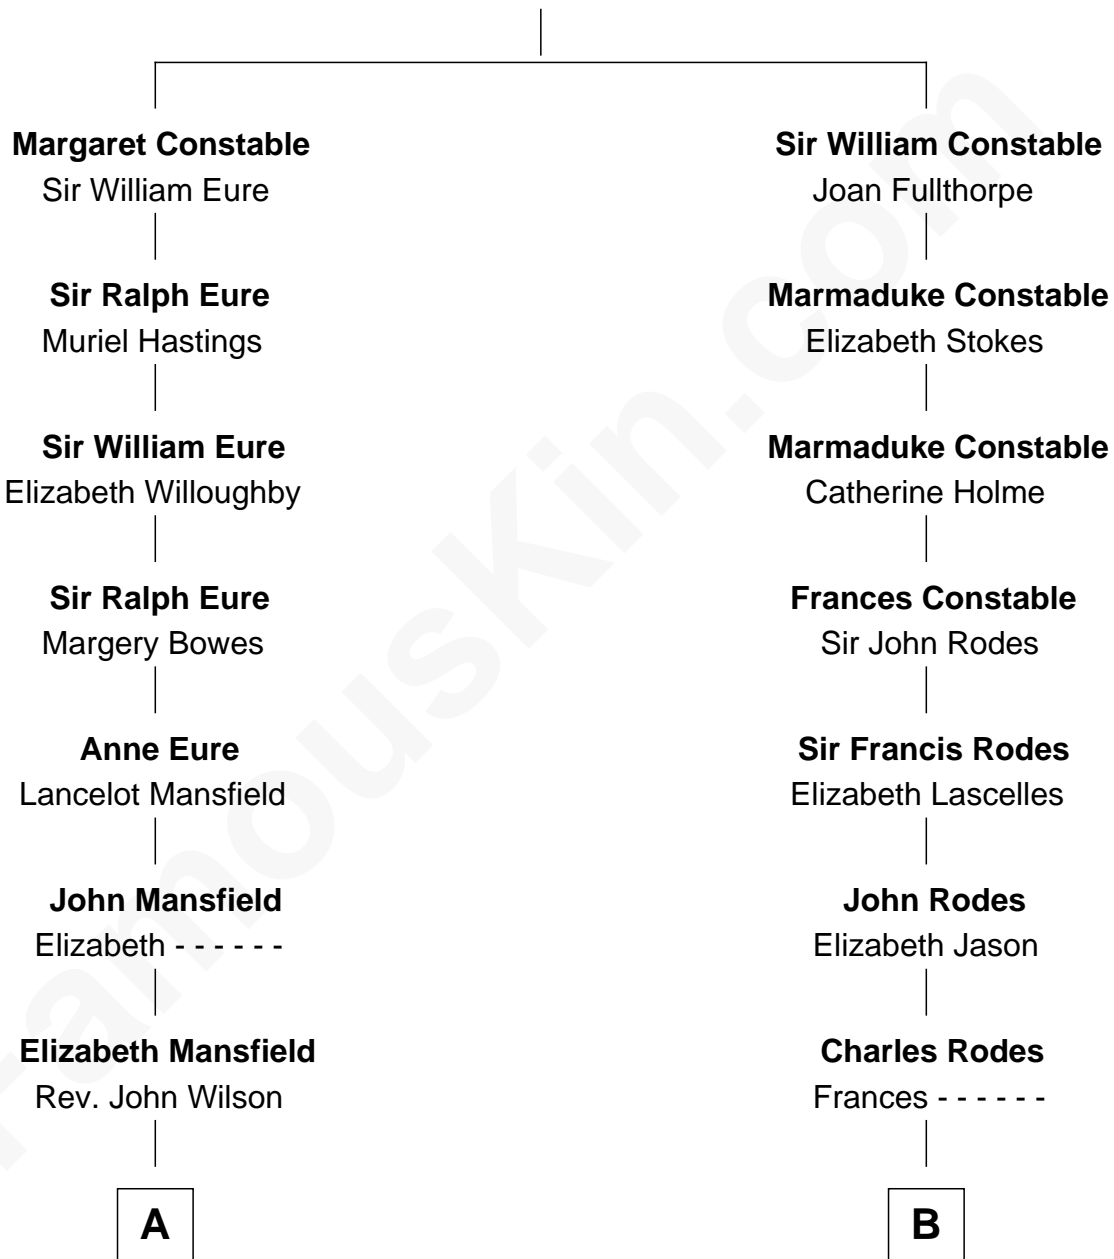 Margaret Constable
Sir William Eure
Sir William Constable
Joan Fullthorpe
Sir Ralph Eure
Muriel Hastings
Marmaduke Constable
Elizabeth Stokes
Sir William Eure
Elizabeth Willoughby
Marmaduke Constable
Catherine Holme
Sir Ralph Eure
Margery Bowes
Frances Constable
Sir John Rodes
Anne Eure
Lancelot Mansfield
Sir Francis Rodes
Elizabeth Lascelles
John Mansfield
Elizabeth - - - - - -
John Rodes
Elizabeth Jason
Elizabeth Mansfield
Rev. John Wilson
Charles Rodes
Frances - - - - - -
A
B
FamousKin.com